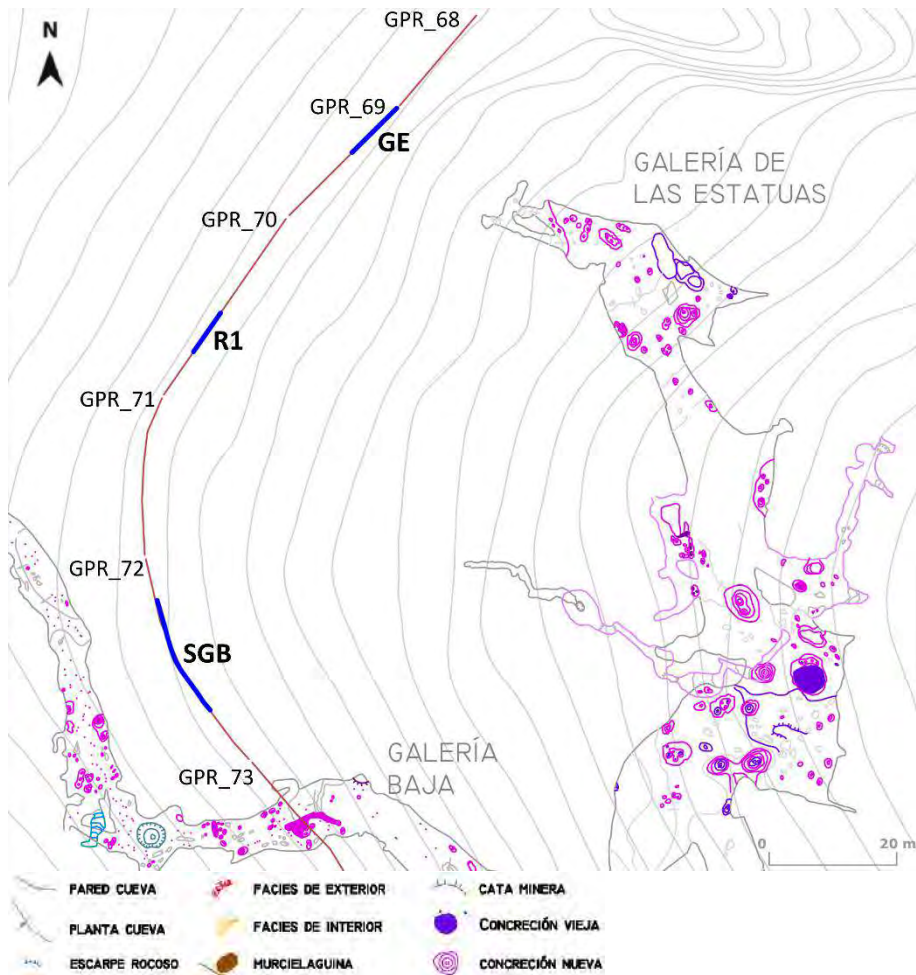 N
GPR_68
GPR_69
GE
GALERÍA DE
LAS ESTATUAS
GPR_70
R1
GPR_71
GPR_72
SGB
GALERÍA
BAJA
GPR_73
0 20 m
PARED CUEVA
FACIES DE EXTERIOR
CATA MINERA
PLANTA CUEVA
FACIES DE INTERIOR
CONCRECIÓN VIEJA
ESCARPE ROCOSO
MURCIELAGUINA
CONCRECIÓN NUEVA